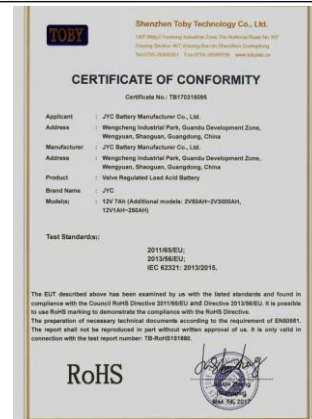 TOBY
Shenzhen Toby Technology Co., Ltd.
CERTIFICATE OF CONFORMITY
Certificate No.: TB170316096
Applicant : JYC Battery Manufacturer Co., Ltd.
Address : Wengcheng Industrial Park, Guandu Development Zone,
Wengyuan, Shaoguan, Guangdong, China
Manufacturer : JYC Battery Manufacturer Co., Ltd.
Address : Wengcheng Industrial Park, Guandu Development Zone,
Wengyuan, Shaoguan, Guangdong, China
Product : Valve Regulated Lead Acid Battery
Brand Name : JYC
Model(s) : 12V 7Ah (Additional models: 2V80AH~2V3000AH,
12V1AH~260AH)
Test Standard(s):
2011/65/EU;
2013/56/EU;
IEC 62321: 2013/2015.
The EUT described above has been examined by us with the listed standards and found in
compliance with the Council RoHS Directive 2011/65/EU and Directive 2013/56/EU. It is possible
to use RoHS marking to demonstrate the compliance with the RoHS Directive.
The preparation of necessary technical documents according to the requirement of EN50581.
The report shall not be reproduced in part without written approval of us. It is only valid in
connection with the test report number: TB-RoHS151880.
RoHS